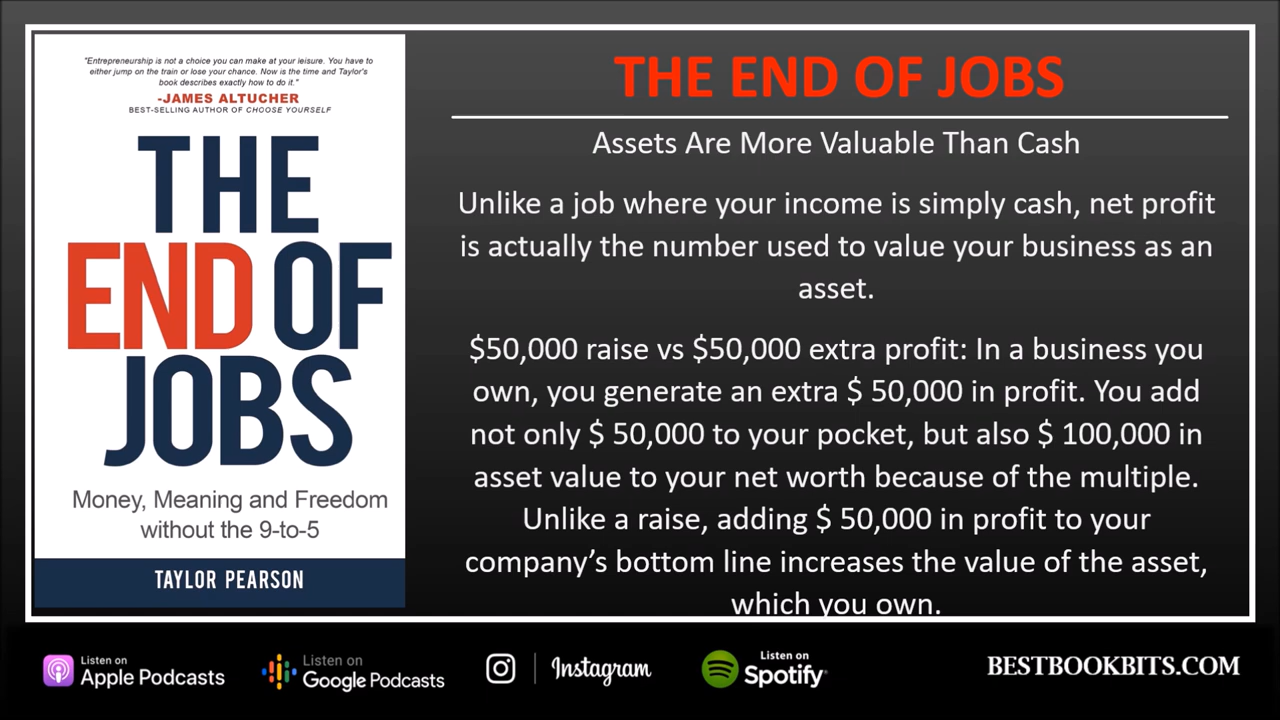 "Entrepreneurship is not a choice you can make at your leisure. You have to
either jump on the train or lose your chance. Now is the time and Taylor's
book describes exactly how to do it."
-JAMES ALTUCHER
BEST-SELLING AUTHOR OF CHOOSE YOURSELF
THE
END OF
JOBS
Money, Meaning and Freedom
without the 9-to-5
TAYLOR PEARSON
THE END OF JOBS
Assets Are More Valuable Than Cash
Unlike a job where your income is simply cash, net profit
is actually the number used to value your business as an
asset.
$50,000 raise vs $50,000 extra profit: In a business you
own, you generate an extra $ 50,000 in profit. You add
not only $ 50,000 to your pocket, but also $ 100,000 in
asset value to your net worth because of the multiple.
Unlike a raise, adding $ 50,000 in profit to your
company’s bottom line increases the value of the asset,
which you own.
Listen on
Apple Podcasts
Listen on
Google Podcasts
Instagram
Listen on
Spotify
BESTBOOKBITS.COM